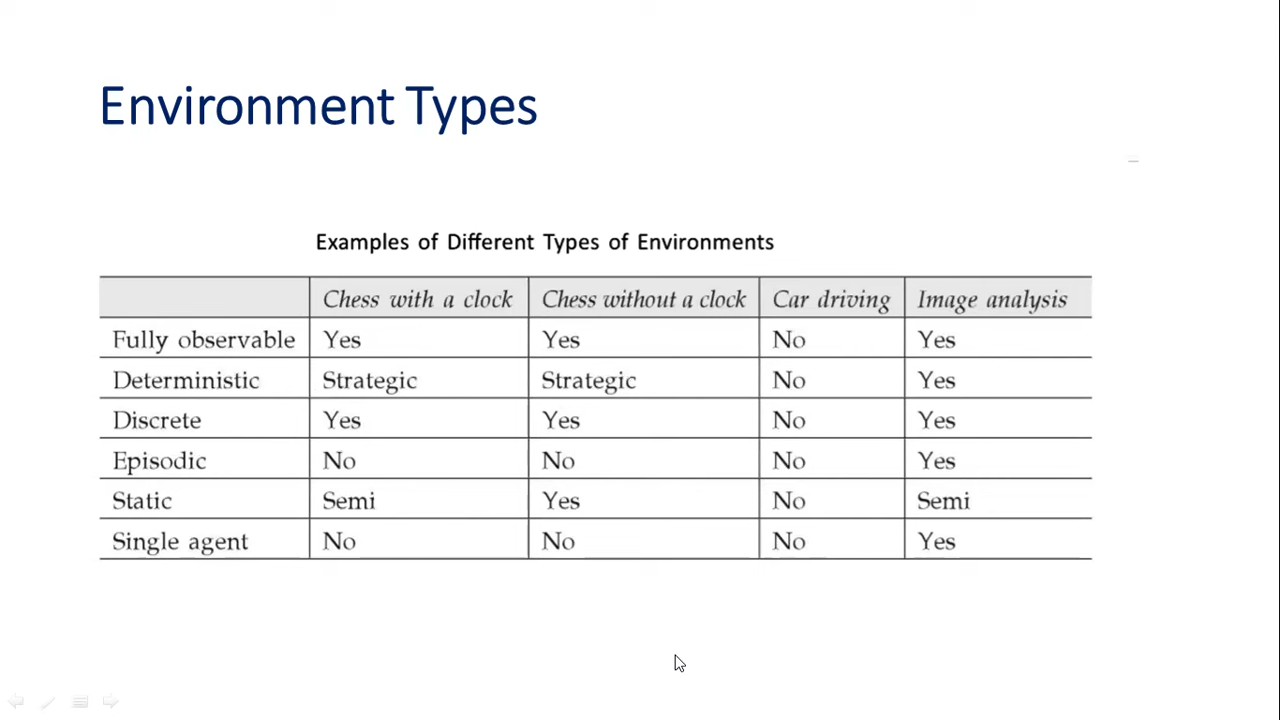 Environment Types
Examples of Different Types of Environments
Chess with a clock Chess without a clock Car driving Image analysis
Fully observable Yes Yes No Yes
Deterministic Strategic Strategic No Yes
Discrete Yes Yes No Yes
Episodic No No No Yes
Static Semi Yes No Semi
Single agent No No No Yes